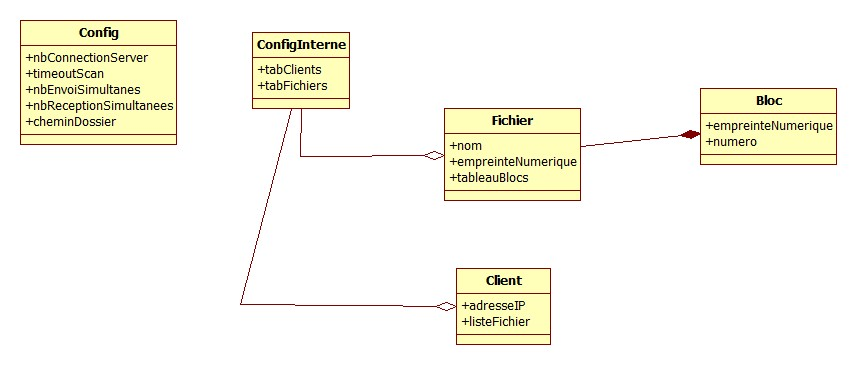 Config
+nbConnectionServer
+timeoutScan
+nbEnvoiSimultanes
+nbReceptionSimultanees
+cheminDossier
ConfigInterne
+tabClients
+tabFichiers
Fichier
+nom
+empreinteNumerique
+tableauBlocs
Bloc
+empreinteNumerique
+numero
Client
+adresseIP
+listeFichier